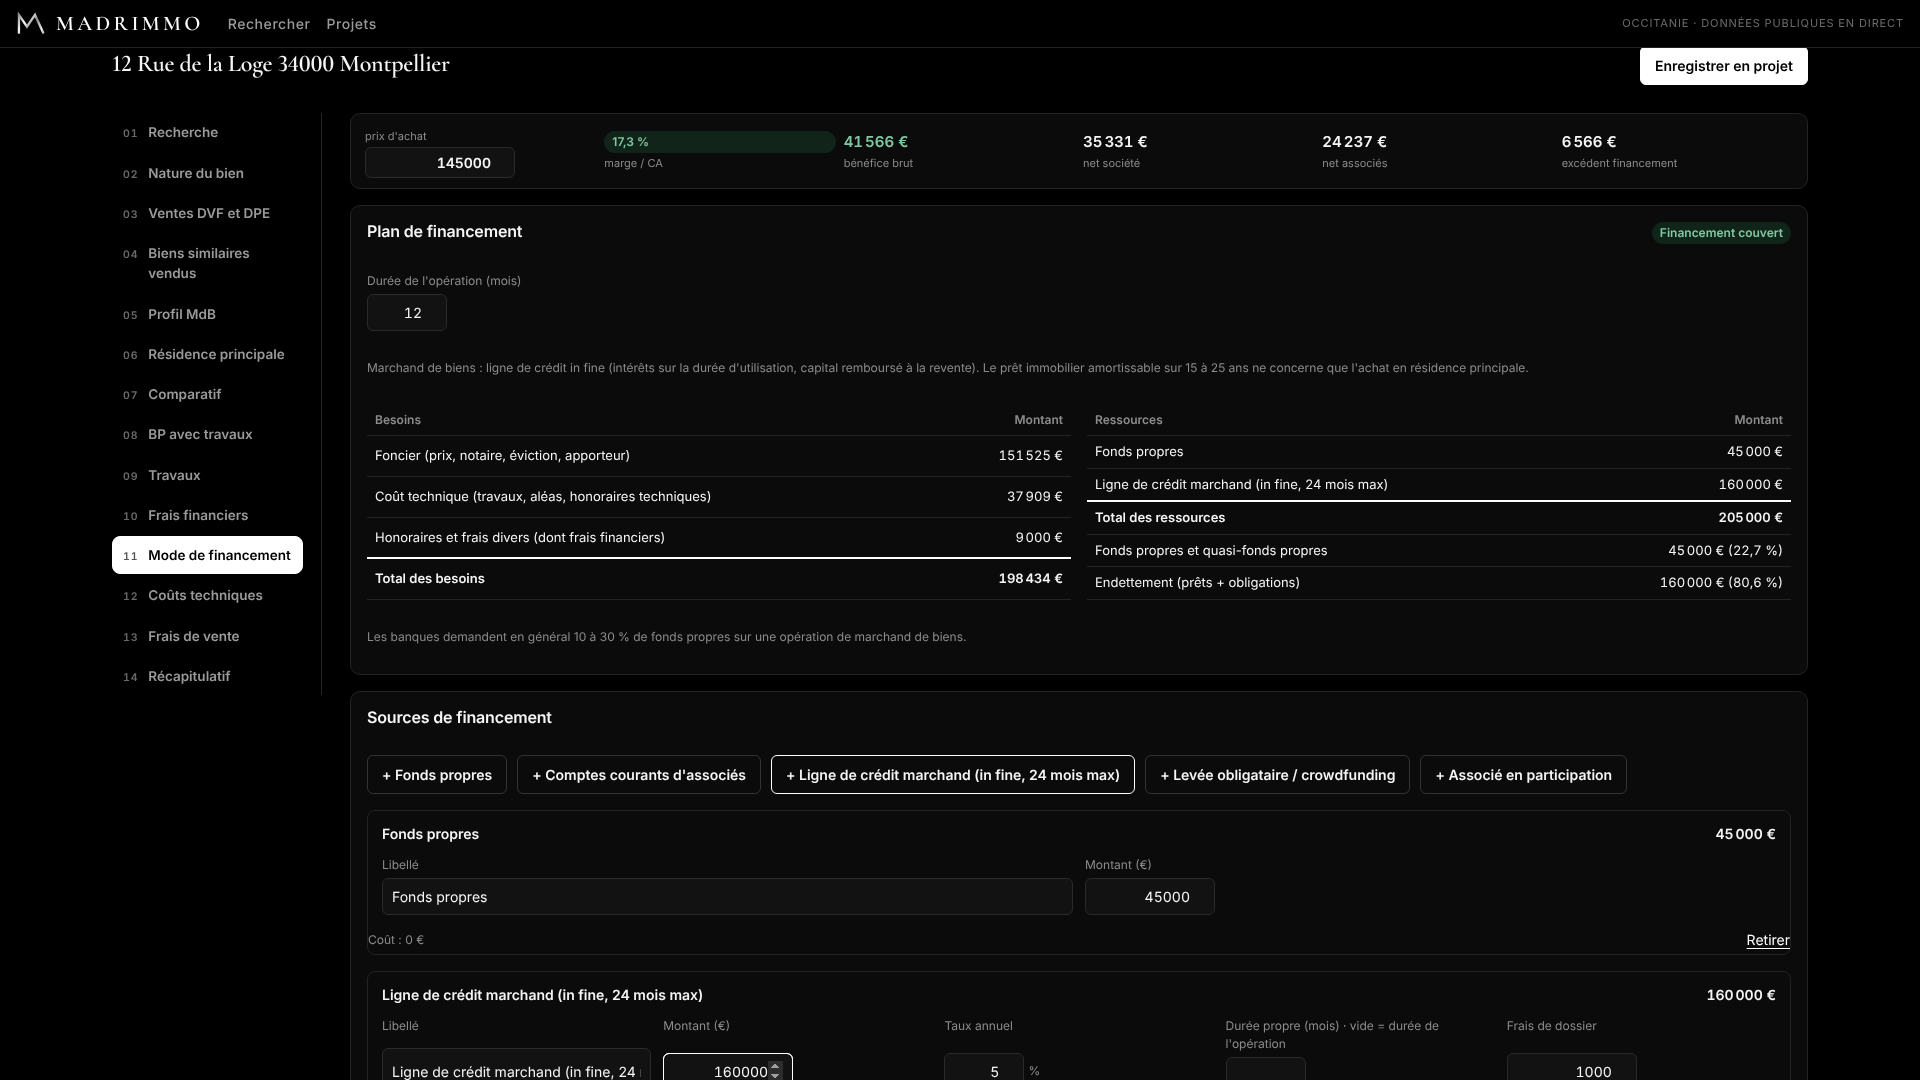 MADRIMMO Rechercher Projets OCCITANIE · DONNÉES PUBLIQUES EN DIRECT
12 Rue de la Loge 34000 Montpellier
Enregistrer en projet
01 Recherche
02 Nature du bien
03 Ventes DVF et DPE
04 Biens similaires
vendus
05 Profil MdB
06 Résidence principale
07 Comparatif
08 BP avec travaux
09 Travaux
10 Frais financiers
11 Mode de financement
12 Coûts techniques
13 Frais de vente
14 Récapitulatif
prix d'achat
145000
17,3 %
marge / CA
41 566 €
bénéfice brut
35 331 €
net société
24 237 €
net associés
6 566 €
excédent financement
Plan de financement
Financement couvert
Durée de l'opération (mois)
12
Marchand de biens : ligne de crédit in fine (intérêts sur la durée d'utilisation, capital remboursé à la revente). Le prêt immobilier amortissable sur 15 à 25 ans ne concerne que l'achat en résidence principale.
Besoins Montant
Foncier (prix, notaire, éviction, apporteur) 151 525 €
Coût technique (travaux, aléas, honoraires techniques) 37 909 €
Honoraires et frais divers (dont frais financiers) 9 000 €
Total des besoins 198 434 €
Ressources Montant
Fonds propres 45 000 €
Ligne de crédit marchand (in fine, 24 mois max) 160 000 €
Total des ressources 205 000 €
Fonds propres et quasi-fonds propres 45 000 € (22,7 %)
Endettement (prêts + obligations) 160 000 € (80,6 %)
Les banques demandent en général 10 à 30 % de fonds propres sur une opération de marchand de biens.
Sources de financement
+ Fonds propres
+ Comptes courants d'associés
+ Ligne de crédit marchand (in fine, 24 mois max)
+ Levée obligataire / crowdfunding
+ Associé en participation
Fonds propres 45 000 €
Libellé Montant (€)
Fonds propres 45000
Coût : 0 € Retirer
Ligne de crédit marchand (in fine, 24 mois max) 160 000 €
Libellé Montant (€) Taux annuel Durée propre (mois) · vide = durée de
l'opération
Frais de dossier
Ligne de crédit marchand (in fine, 24 160000 5 % 1000